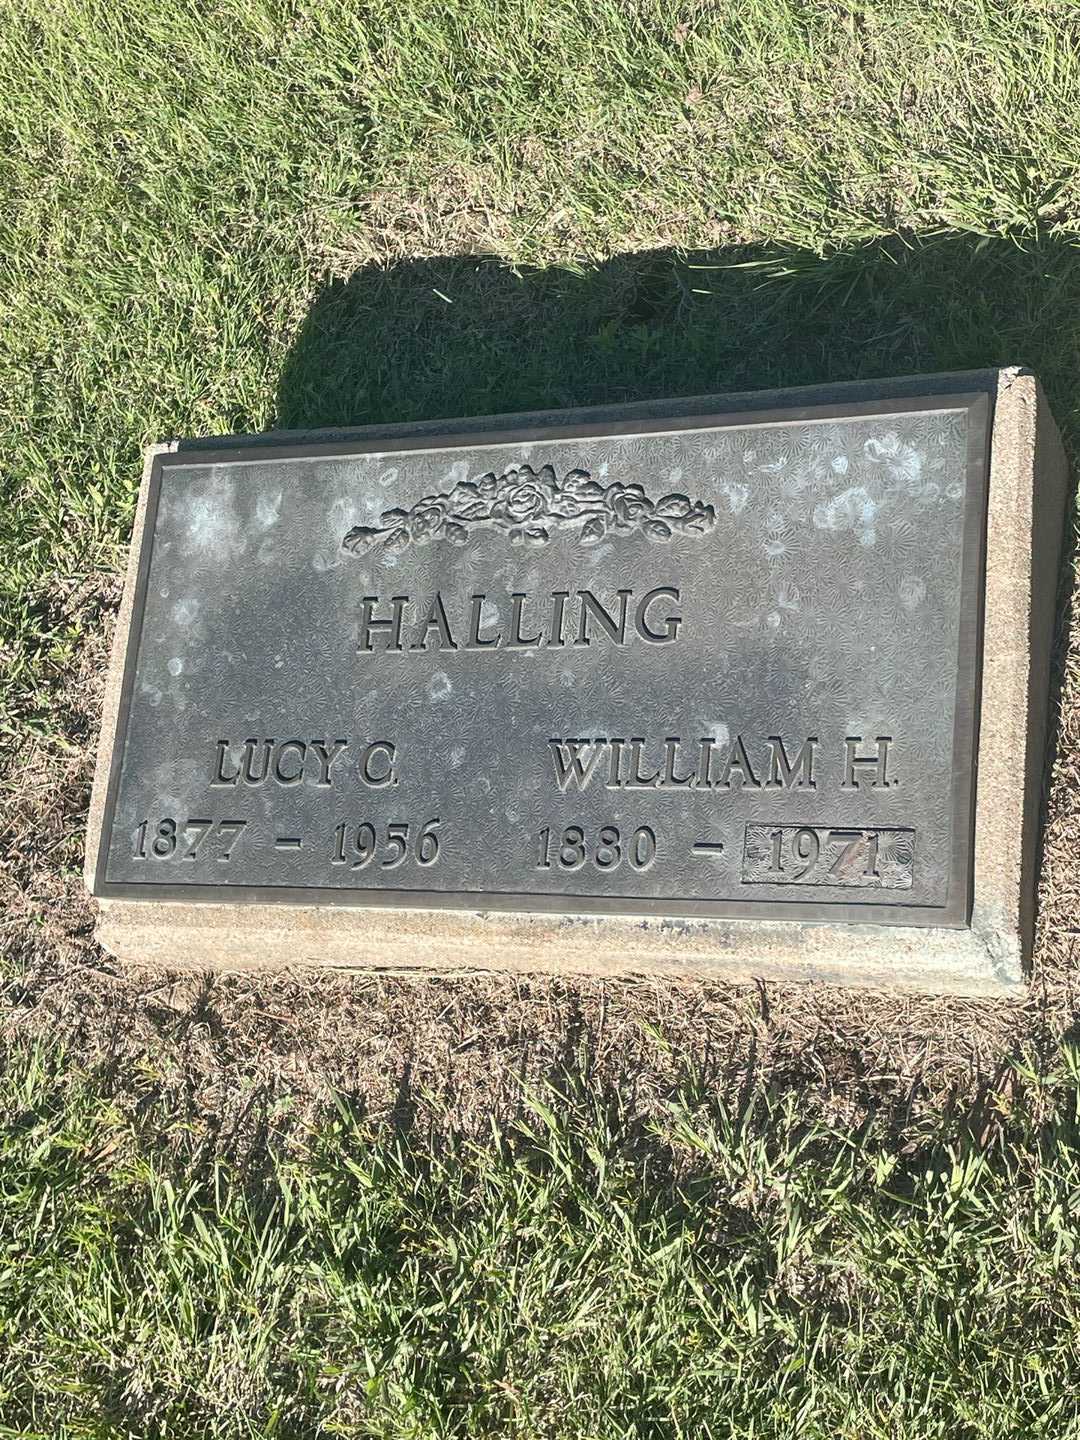 HALLING
LUCY C. WILLIAM H.
1877 - 1956 1880 - 1971